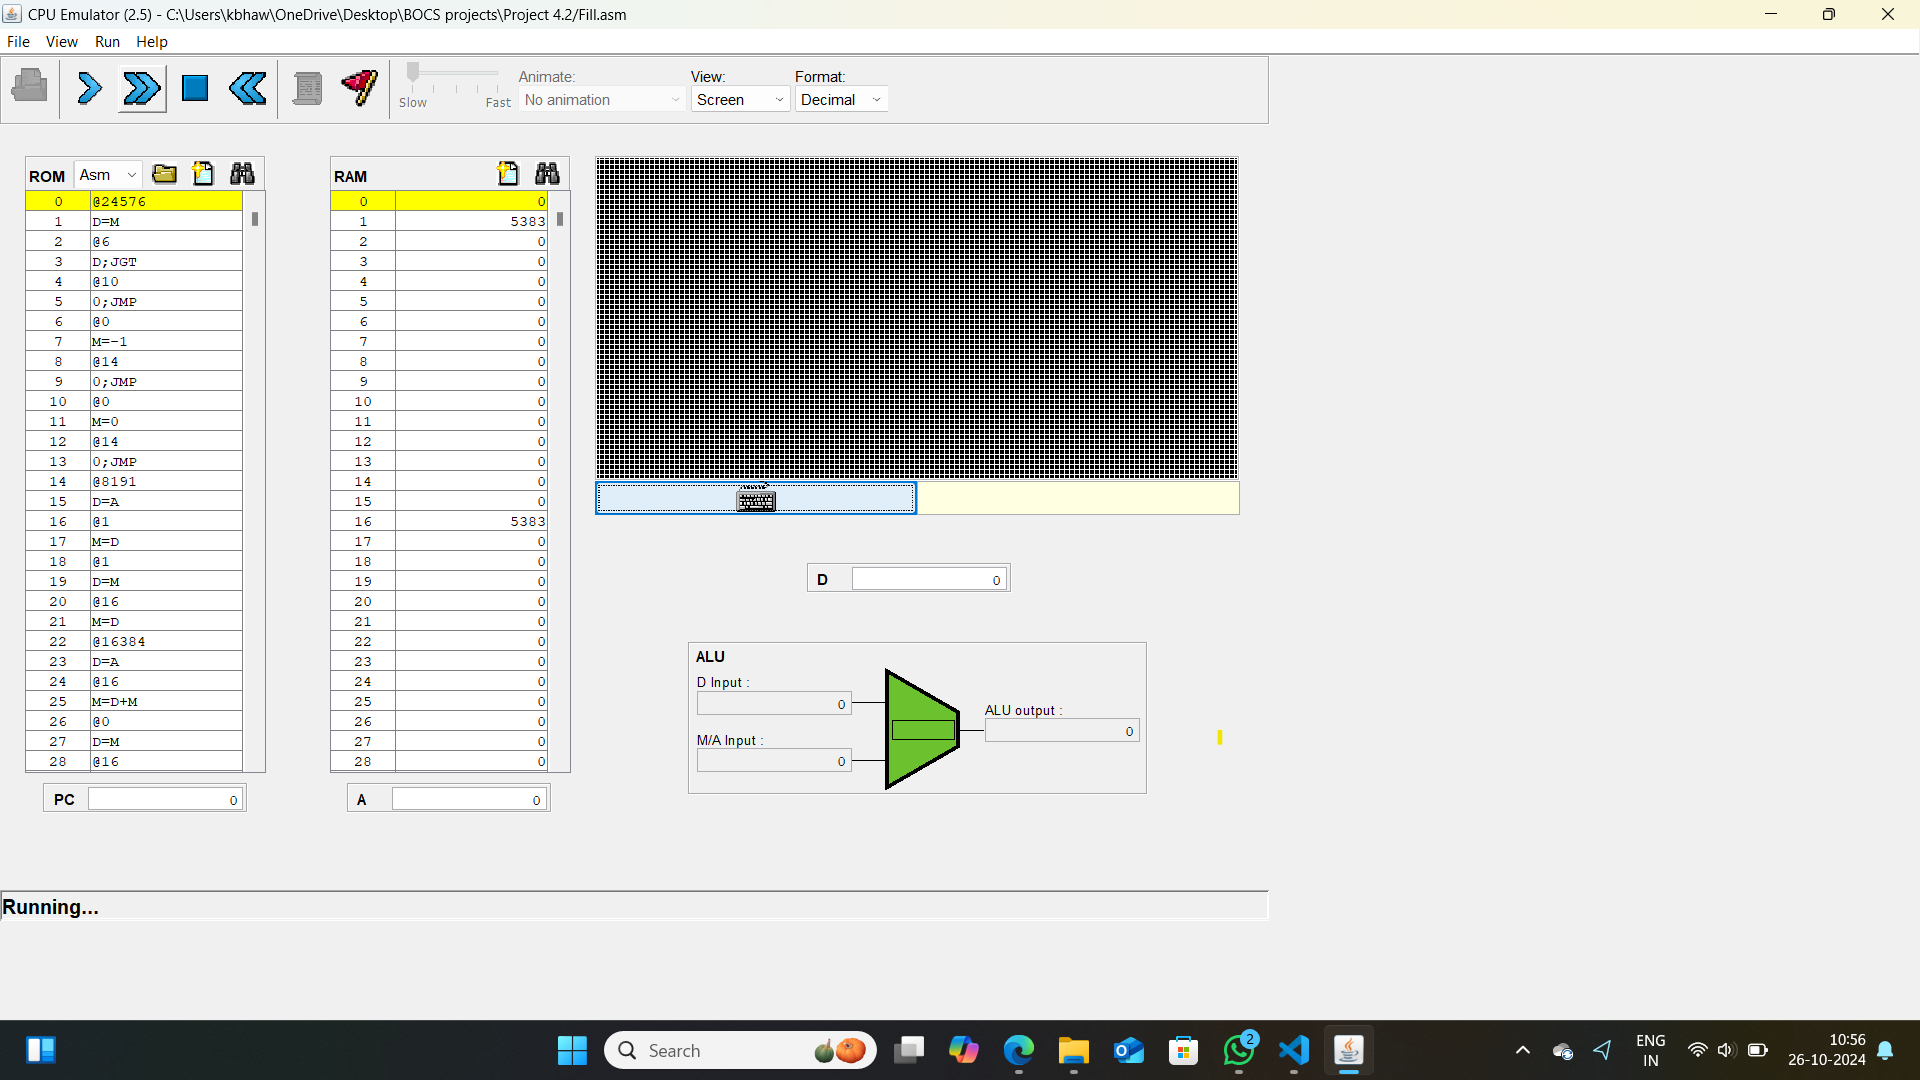 CPU Emulator (2.5) - C:\Users\kbhaw\OneDrive\Desktop\BOCS projects\Project 4.2/Fill.asm
File View Run Help
Slow Fast
Animate:
No animation
View:
Screen
Format:
Decimal
ROM Asm
0 @24576
1 D=M
2 @6
3 D;JGT
4 @10
5 0;JMP
6 @0
7 M=-1
8 @14
9 0;JMP
10 @0
11 M=0
12 @14
13 0;JMP
14 @8191
15 D=A
16 @1
17 M=D
18 @1
19 D=M
20 @16
21 M=D
22 @16384
23 D=A
24 @16
25 M=D+M
26 @0
27 D=M
28 @16
PC 0
RAM
0 0
1 5383
2 0
3 0
4 0
5 0
6 0
7 0
8 0
9 0
10 0
11 0
12 0
13 0
14 0
15 0
16 5383
17 0
18 0
19 0
20 0
21 0
22 0
23 0
24 0
25 0
26 0
27 0
28 0
A 0
D 0
ALU
D Input :
0
M/A Input :
0
ALU output :
0
Running...
Search
2
ENG
IN
10:56
26-10-2024